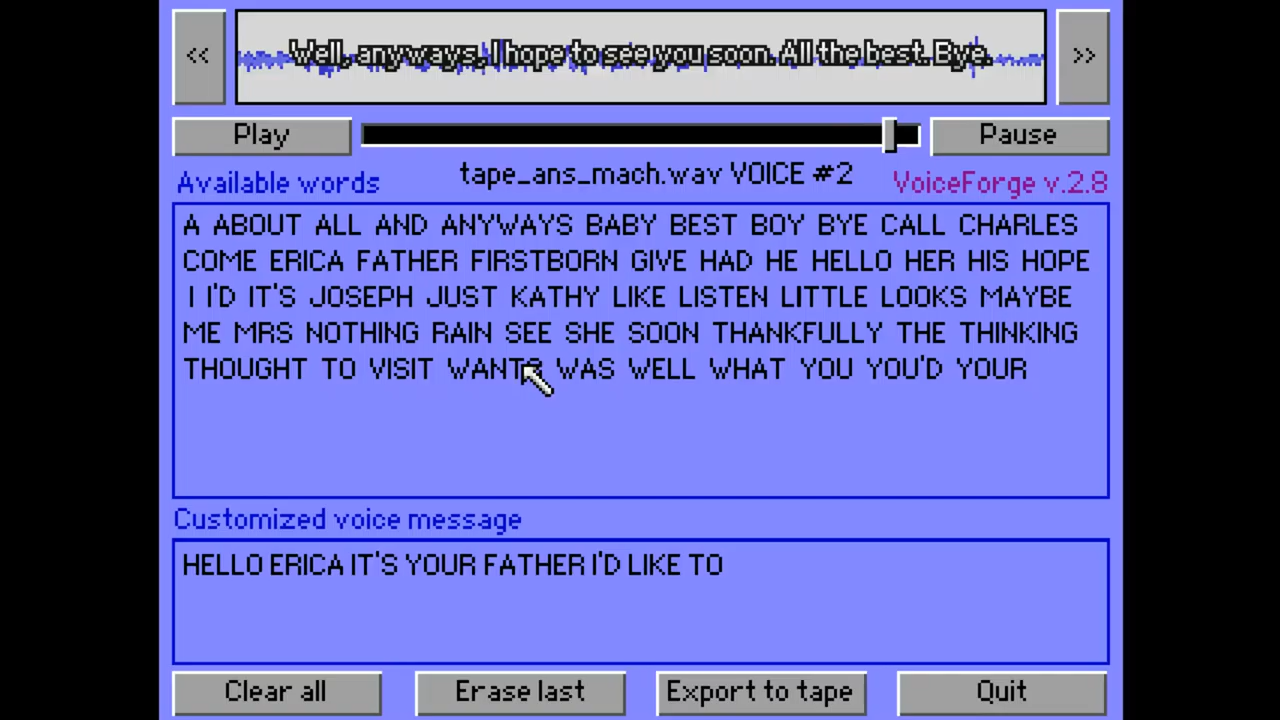 << Well, anyways, I hope to see you soon. All the best. Bye. >>
Play Pause
tape_ans_mach.wav VOICE #2
Available words VoiceForge v.2.8
A ABOUT ALL AND ANYWAYS BABY BEST BOY BYE CALL CHARLES
COME ERICA FATHER FIRSTBORN GIVE HAD HE HELLO HER HIS HOPE
I I'D IT'S JOSEPH JUST KATHY LIKE LISTEN LITTLE LOOKS MAYBE
ME MRS NOTHING RAIN SEE SHE SOON THANKFULLY THE THINKING
THOUGHT TO VISIT WANTS WAS WELL WHAT YOU YOU'D YOUR
Customized voice message
HELLO ERICA IT'S YOUR FATHER I'D LIKE TO
Clear all Erase last Export to tape Quit